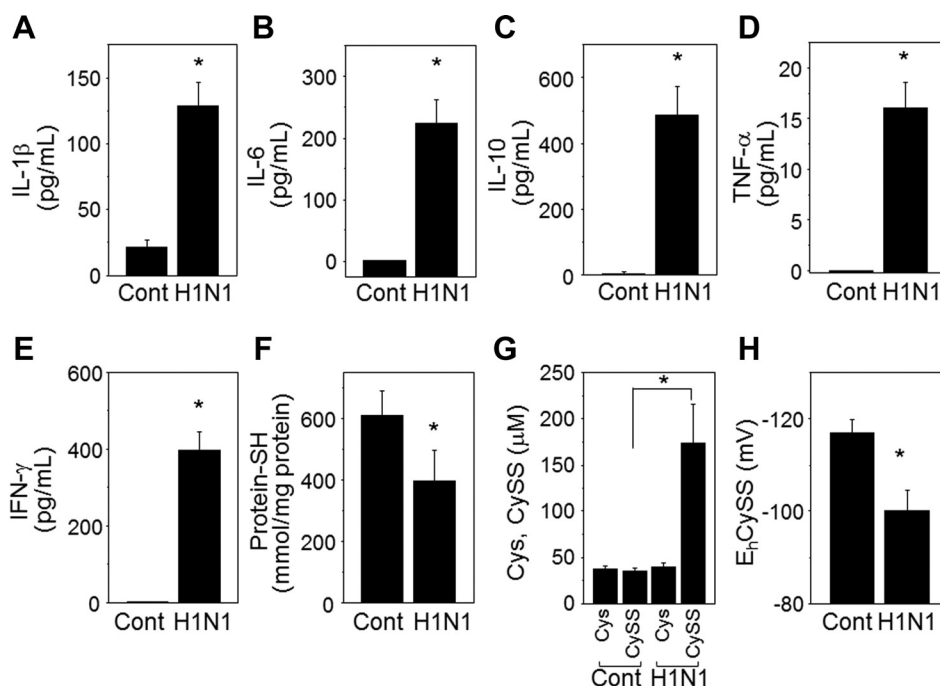 A
IL-1β
(pg/mL)
150
100
50
0
*
Cont H1N1
B
IL-6
(pg/mL)
300
200
100
0
*
Cont H1N1
C
IL-10
(pg/mL)
600
400
200
0
*
Cont H1N1
D
TNF-α
(pg/mL)
20
16
12
8
4
0
*
Cont H1N1
E
IFN-γ
(pg/mL)
600
400
200
0
*
Cont H1N1
F
Protein-SH
(mmol/mg protein)
600
400
200
0
*
Cont H1N1
G
Cys, CySS (μM)
250
200
150
100
50
0
*
Cys
CySS
Cys
CySS
Cont H1N1
H
EhCySS (mV)
-120
-100
-80
*
Cont H1N1